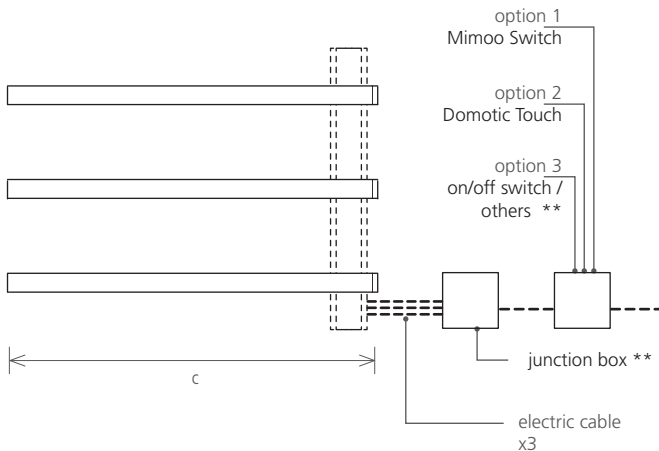 option 1
Mimoo Switch
option 2
Domotic Touch
option 3
on/off switch /
others **
junction box **
c
electric cable
x3